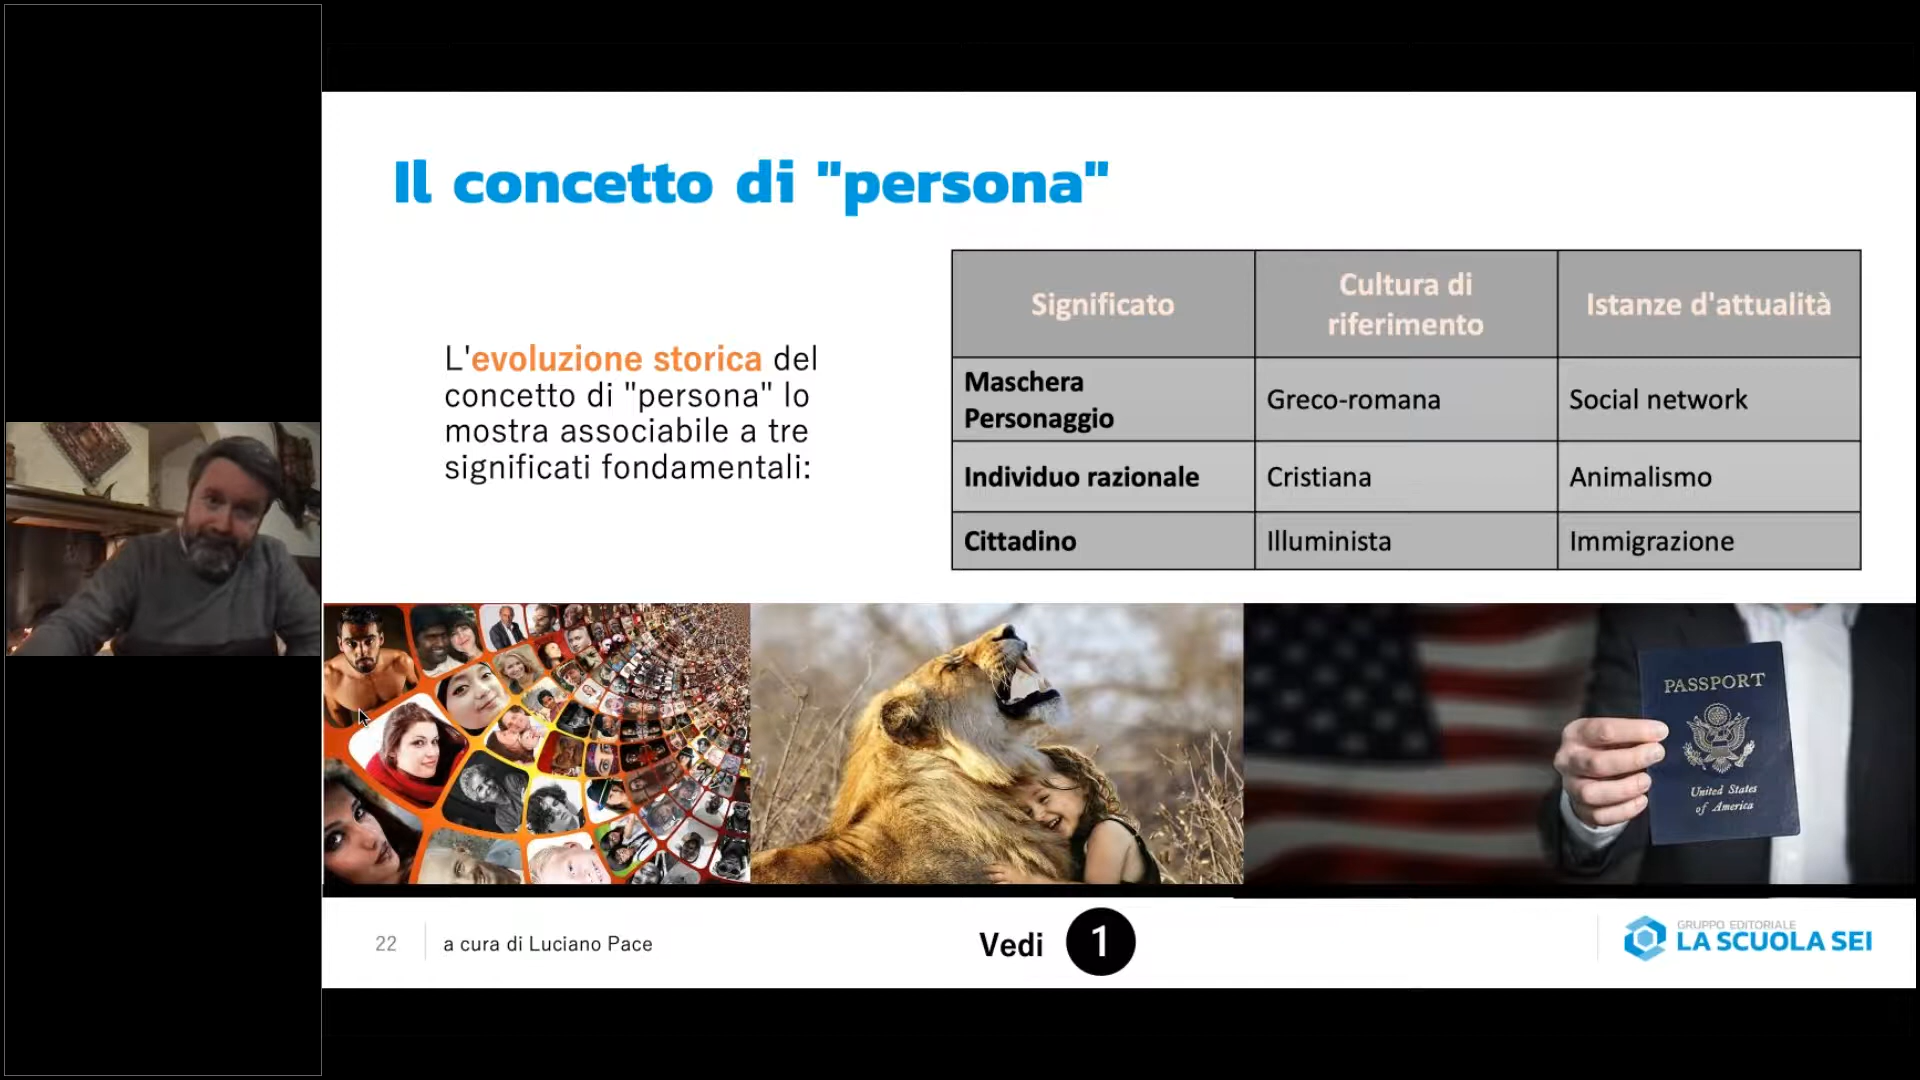 Il concetto di "persona"
L'evoluzione storica del
concetto di "persona" lo
mostra associabile a tre
significati fondamentali:
Significato
Cultura di
riferimento
Istanze d'attualità
Maschera
Personaggio
Greco-romana
Social network
Individuo razionale
Cristiana
Animalismo
Cittadino
Illuminista
Immigrazione
PASSPORT
United States
of America
22
a cura di Luciano Pace
Vedi
1
GRUPPO EDITORIALE
LA SCUOLA SEI